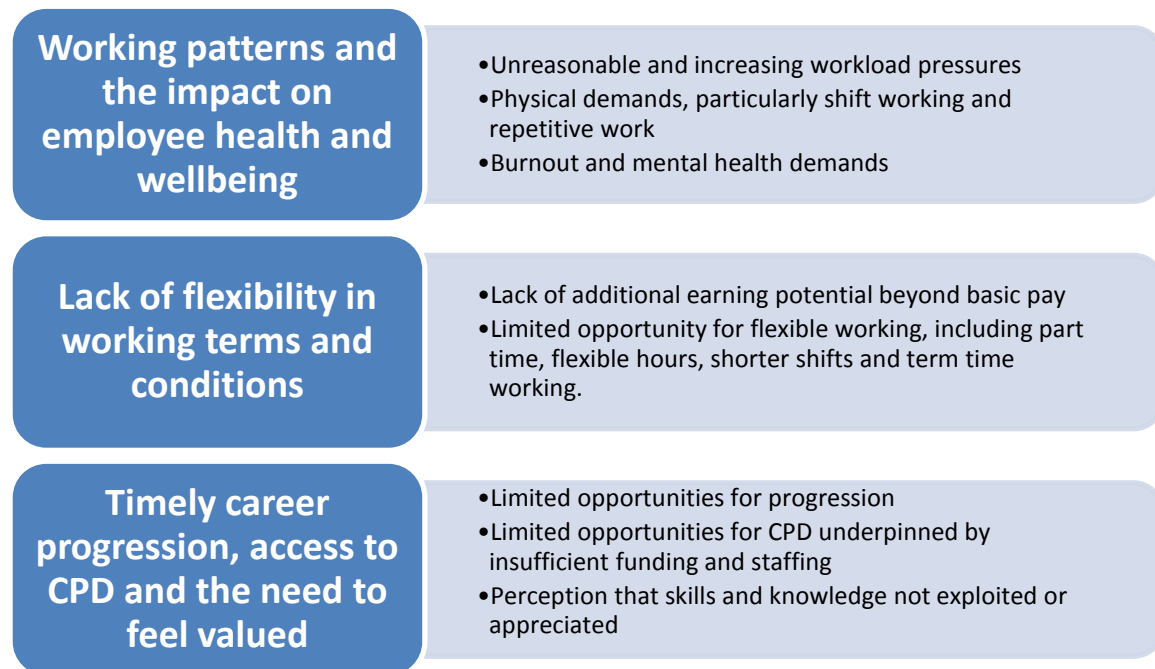 Working patterns and
the impact on
employee health and
wellbeing
•Unreasonable and increasing workload pressures
•Physical demands, particularly shift working and
repetitive work
•Burnout and mental health demands
Lack of flexibility in
working terms and
conditions
•Lack of additional earning potential beyond basic pay
•Limited opportunity for flexible working, including part
time, flexible hours, shorter shifts and term time
working.
Timely career
progression, access to
CPD and the need to
feel valued
•Limited opportunities for progression
•Limited opportunities for CPD underpinned by
insufficient funding and staffing
•Perception that skills and knowledge not exploited or
appreciated